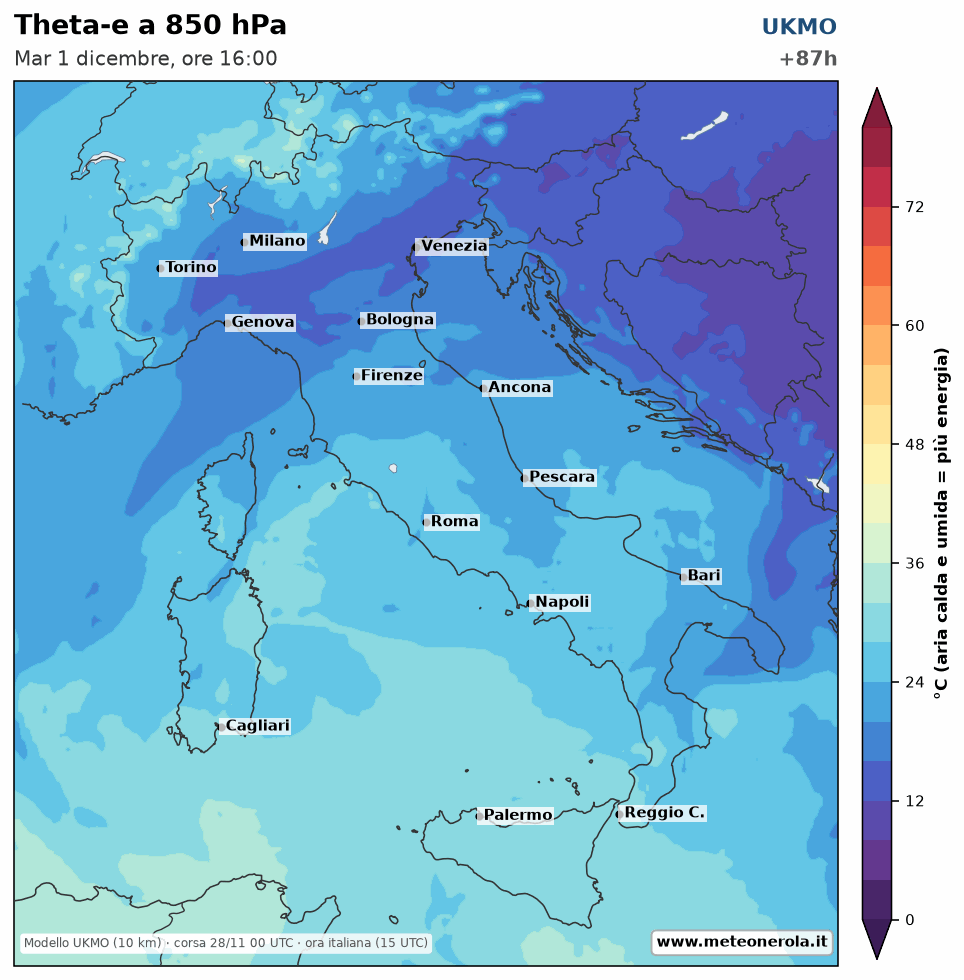 Theta-e a 850 hPa
UKMO
Mar 1 dicembre, ore 16:00
+87h
Milano
Venezia
Torino
Genova
Bologna
Firenze
Ancona
Pescara
Roma
Bari
Napoli
Cagliari
Palermo
Reggio C.
72
60
48
36
24
12
0
°C (aria calda e umida = più energia)
Modello UKMO (10 km) · corsa 28/11 00 UTC · ora italiana (15 UTC)
www.meteonerola.it